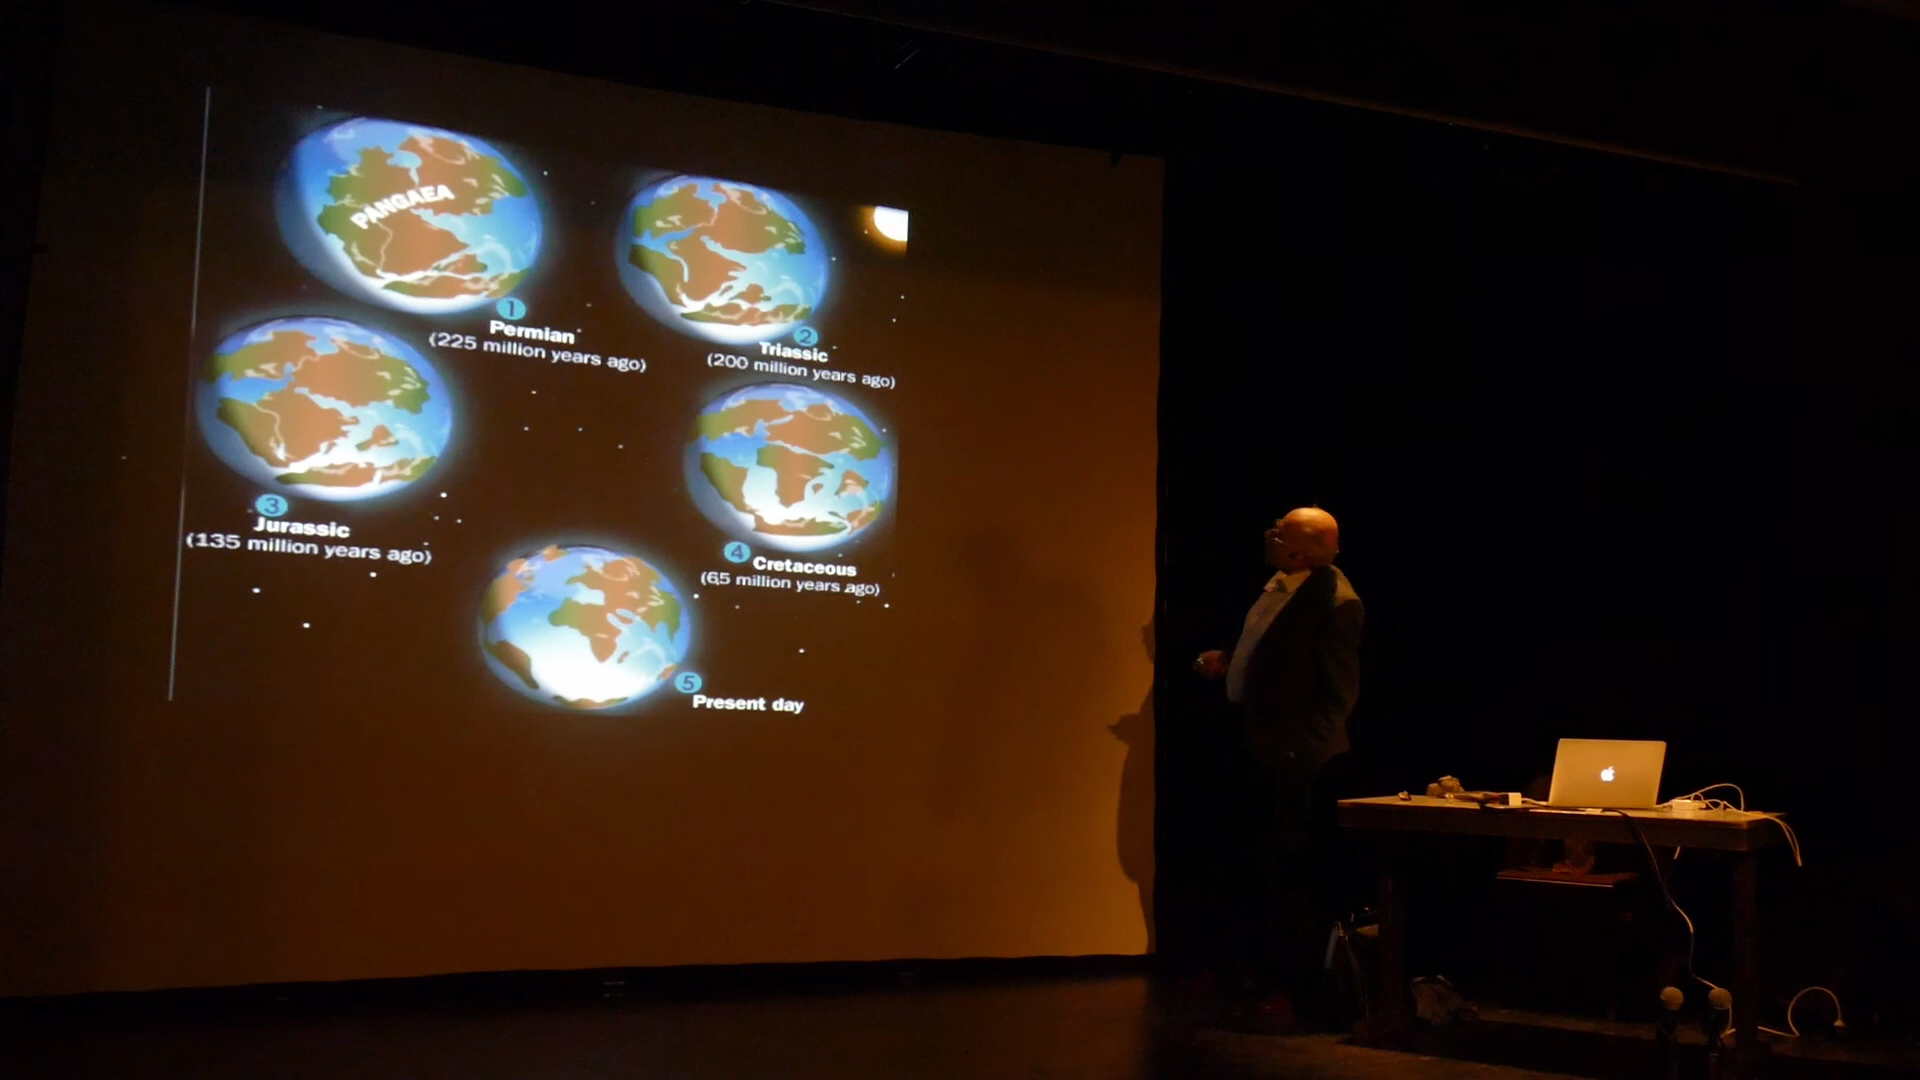 PANGAEA
1
Permian
(225 million years ago)
2
Triassic
(200 million years ago)
3
Jurassic
(135 million years ago)
4
Cretaceous
(65 million years ago)
5
Present day